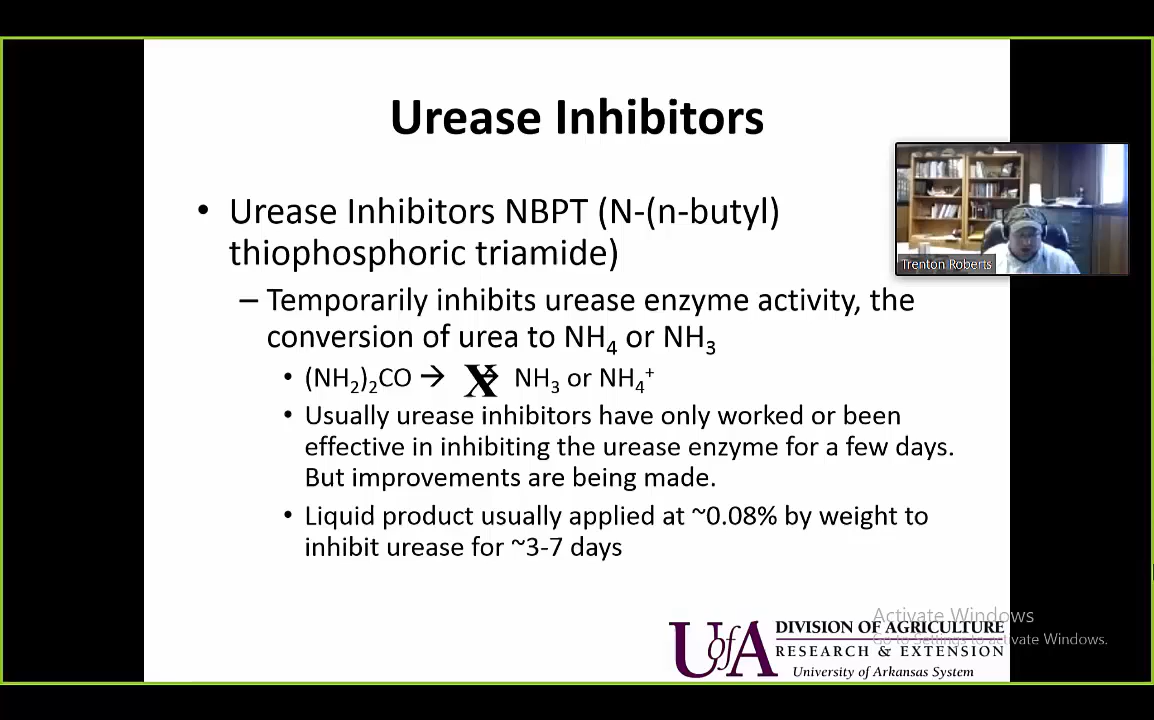 Urease Inhibitors
• Urease Inhibitors NBPT (N-(n-butyl)
thiophosphoric triamide)
– Temporarily inhibits urease enzyme activity, the
conversion of urea to NH₄ or NH₃
• (NH₂)₂CO → X→ NH₃ or NH₄⁺
• Usually urease inhibitors have only worked or been
effective in inhibiting the urease enzyme for a few days.
But improvements are being made.
• Liquid product usually applied at ~0.08% by weight to
inhibit urease for ~3-7 days
Trenton Roberts
UofA
DIVISION OF AGRICULTURE
RESEARCH & EXTENSION
University of Arkansas System
Activate Windows
Go to Settings to activate Windows.